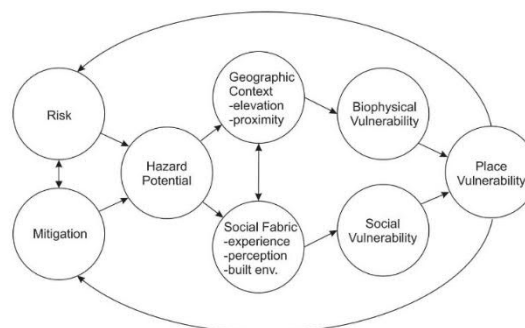 Risk
Mitigation
Hazard
Potential
Geographic
Context
-elevation
-proximity
Social Fabric
-experience
-perception
-built env.
Biophysical
Vulnerability
Social
Vulnerability
Place
Vulnerability